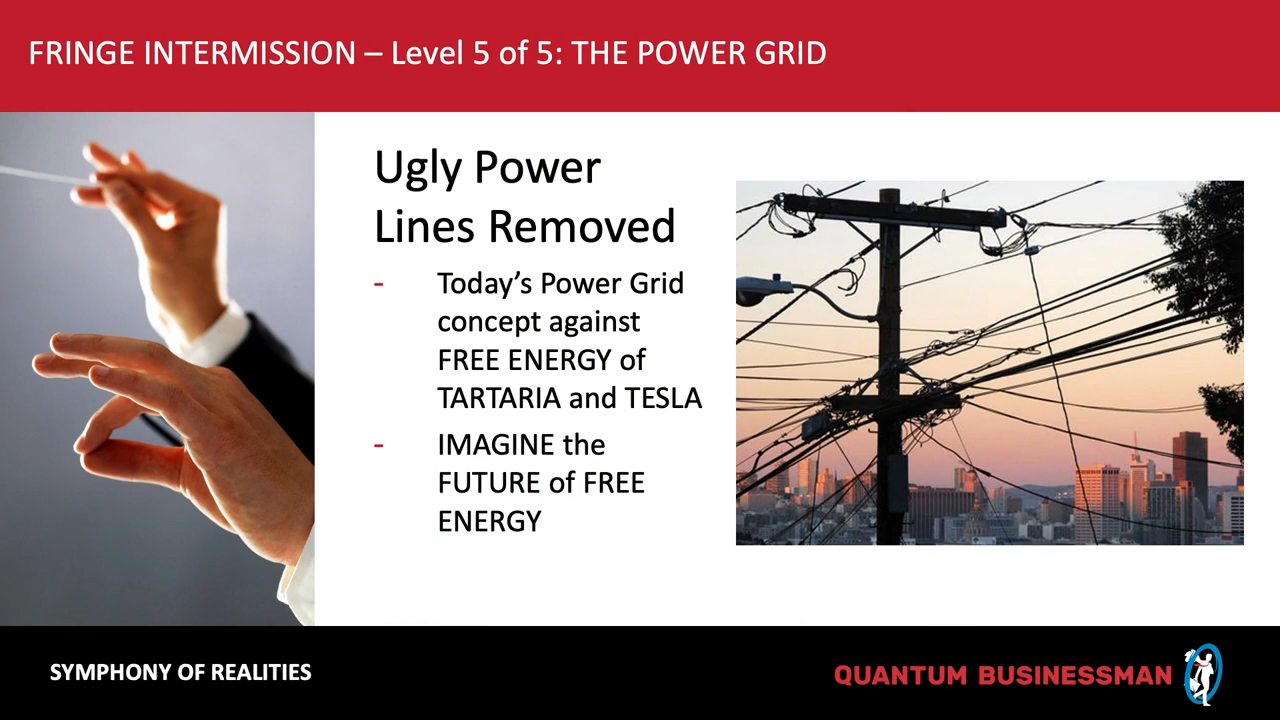 FRINGE INTERMISSION – Level 5 of 5: THE POWER GRID
Ugly Power
Lines Removed
- Today’s Power Grid
concept against
FREE ENERGY of
TARTARIA and TESLA
- IMAGINE the
FUTURE of FREE
ENERGY
SYMPHONY OF REALITIES
QUANTUM BUSINESSMAN